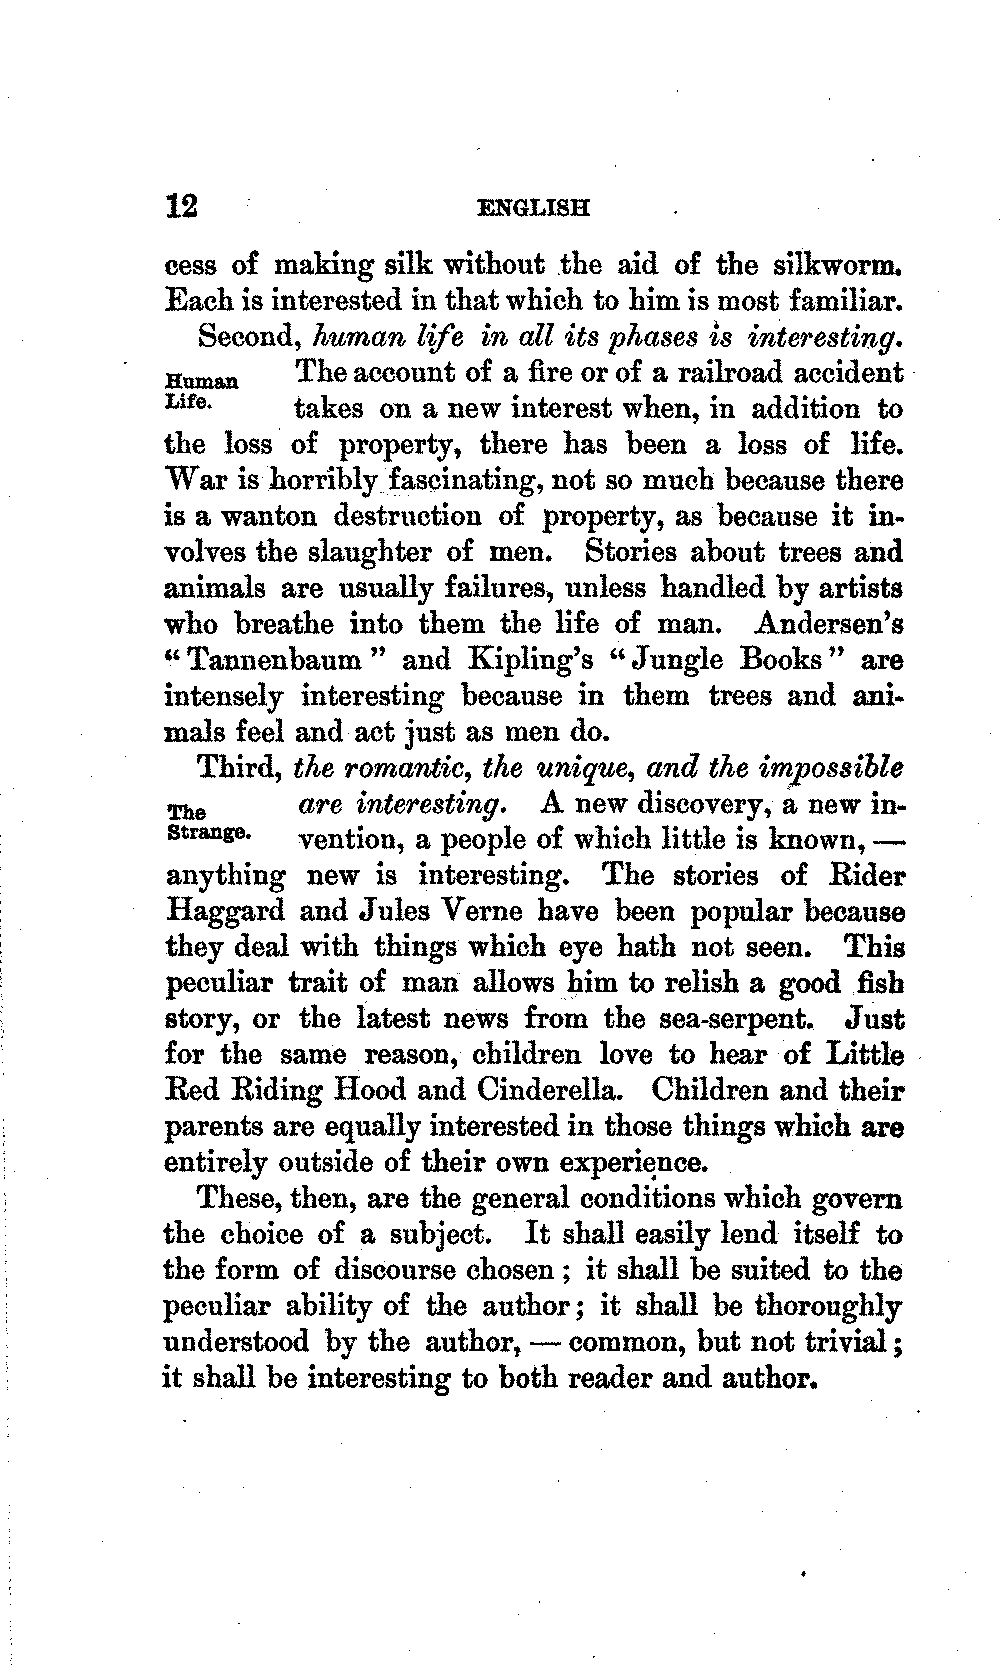 12 ENGLISH
cess of making silk without the aid of the silkworm.
Each is interested in that which to him is most familiar.
Second, human life in all its phases is interesting.
Human
Life.
The account of a fire or of a railroad accident
takes on a new interest when, in addition to
the loss of property, there has been a loss of life.
War is horribly fascinating, not so much because there
is a wanton destruction of property, as because it in-
volves the slaughter of men. Stories about trees and
animals are usually failures, unless handled by artists
who breathe into them the life of man. Andersen's
“Tannenbaum” and Kipling's “Jungle Books” are
intensely interesting because in them trees and ani-
mals feel and act just as men do.
Third, the romantic, the unique, and the impossible
The
Strange.
are interesting. A new discovery, a new in-
vention, a people of which little is known, —
anything new is interesting. The stories of Rider
Haggard and Jules Verne have been popular because
they deal with things which eye hath not seen. This
peculiar trait of man allows him to relish a good fish
story, or the latest news from the sea-serpent. Just
for the same reason, children love to hear of Little
Red Riding Hood and Cinderella. Children and their
parents are equally interested in those things which are
entirely outside of their own experience.
These, then, are the general conditions which govern
the choice of a subject. It shall easily lend itself to
the form of discourse chosen; it shall be suited to the
peculiar ability of the author; it shall be thoroughly
understood by the author, — common, but not trivial;
it shall be interesting to both reader and author.